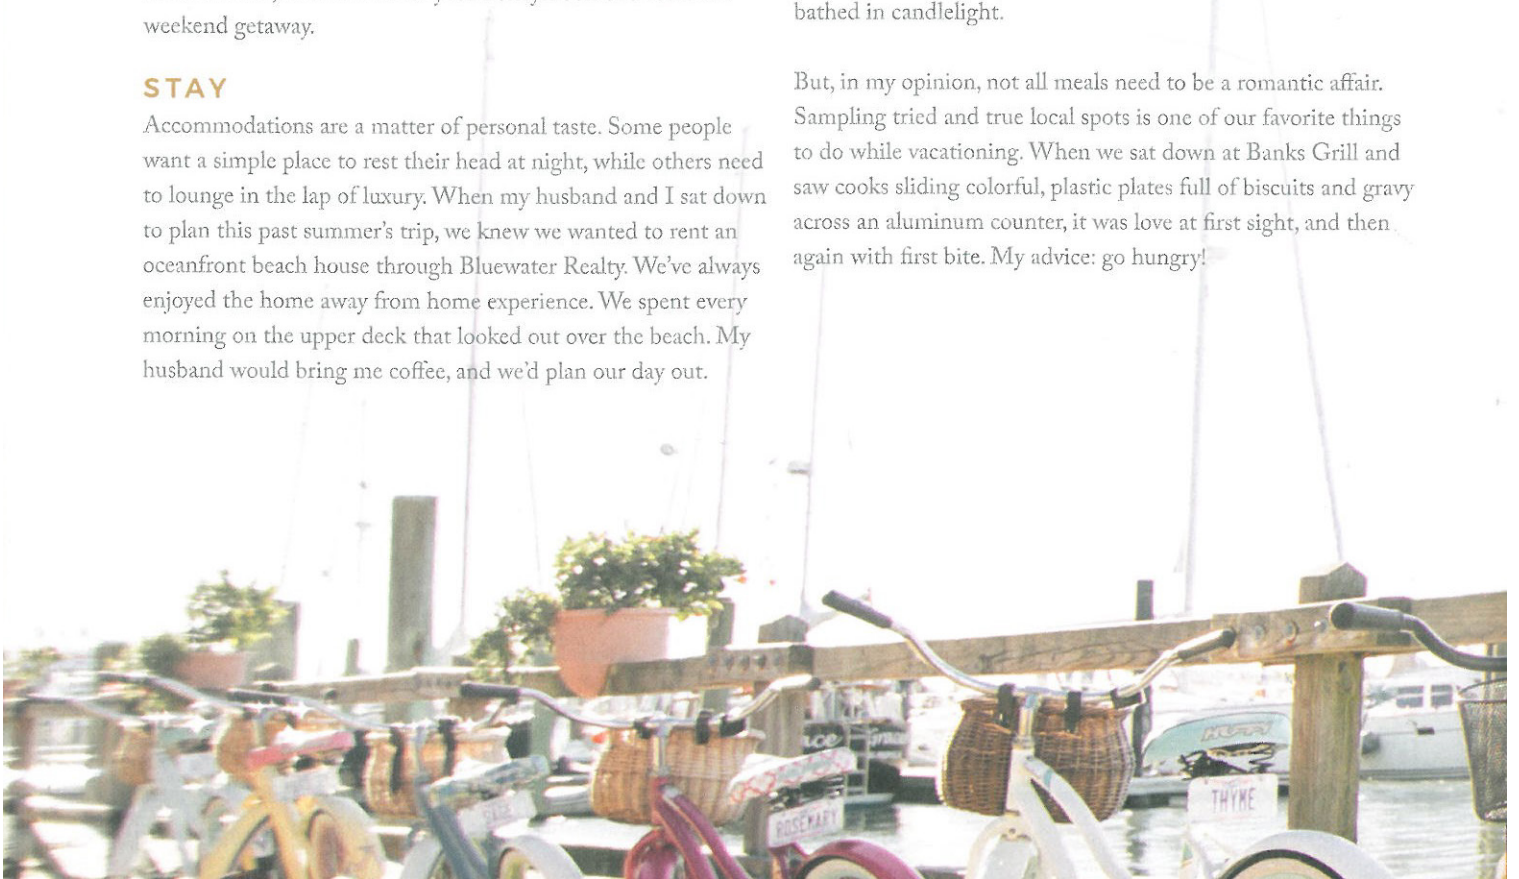 weekend getaway.
STAY
Accommodations are a matter of personal taste. Some people
want a simple place to rest their head at night, while others need
to lounge in the lap of luxury. When my husband and I sat down
to plan this past summer's trip, we knew we wanted to rent an
oceanfront beach house through Bluewater Realty. We've always
enjoyed the home away from home experience. We spent every
morning on the upper deck that looked out over the beach. My
husband would bring me coffee, and we'd plan our day out.
bathed in candlelight.
But, in my opinion, not all meals need to be a romantic affair.
Sampling tried and true local spots is one of our favorite things
to do while vacationing. When we sat down at Banks Grill and
saw cooks sliding colorful, plastic plates full of biscuits and gravy
across an aluminum counter, it was love at first sight, and then
again with first bite. My advice: go hungry!
Grace
HUFFY
SAGE
ROSEMARY
THYME